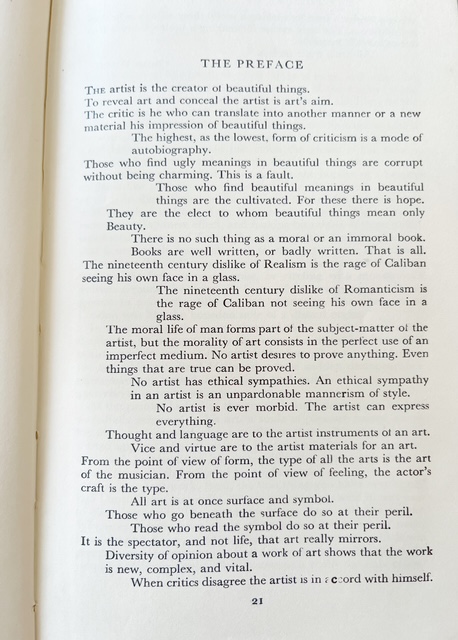 THE PREFACE
THE artist is the creator of beautiful things.
To reveal art and conceal the artist is art's aim.
The critic is he who can translate into another manner or a new
material his impression of beautiful things.
The highest, as the lowest, form of criticism is a mode of
autobiography.
Those who find ugly meanings in beautiful things are corrupt
without being charming. This is a fault.
Those who find beautiful meanings in beautiful
things are the cultivated. For these there is hope.
They are the elect to whom beautiful things mean only
Beauty.
There is no such thing as a moral or an immoral book.
Books are well written, or badly written. That is all.
The nineteenth century dislike of Realism is the rage of Caliban
seeing his own face in a glass.
The nineteenth century dislike of Romanticism is
the rage of Caliban not seeing his own face in a
glass.
The moral life of man forms part of the subject-matter of the
artist, but the morality of art consists in the perfect use of an
imperfect medium. No artist desires to prove anything. Even
things that are true can be proved.
No artist has ethical sympathies. An ethical sympathy
in an artist is an unpardonable mannerism of style.
No artist is ever morbid. The artist can express
everything.
Thought and language are to the artist instruments of an art.
Vice and virtue are to the artist materials for an art.
From the point of view of form, the type of all the arts is the art
of the musician. From the point of view of feeling, the actor's
craft is the type.
All art is at once surface and symbol.
Those who go beneath the surface do so at their peril.
Those who read the symbol do so at their peril.
It is the spectator, and not life, that art really mirrors.
Diversity of opinion about a work of art shows that the work
is new, complex, and vital.
When critics disagree the artist is in accord with himself.
21